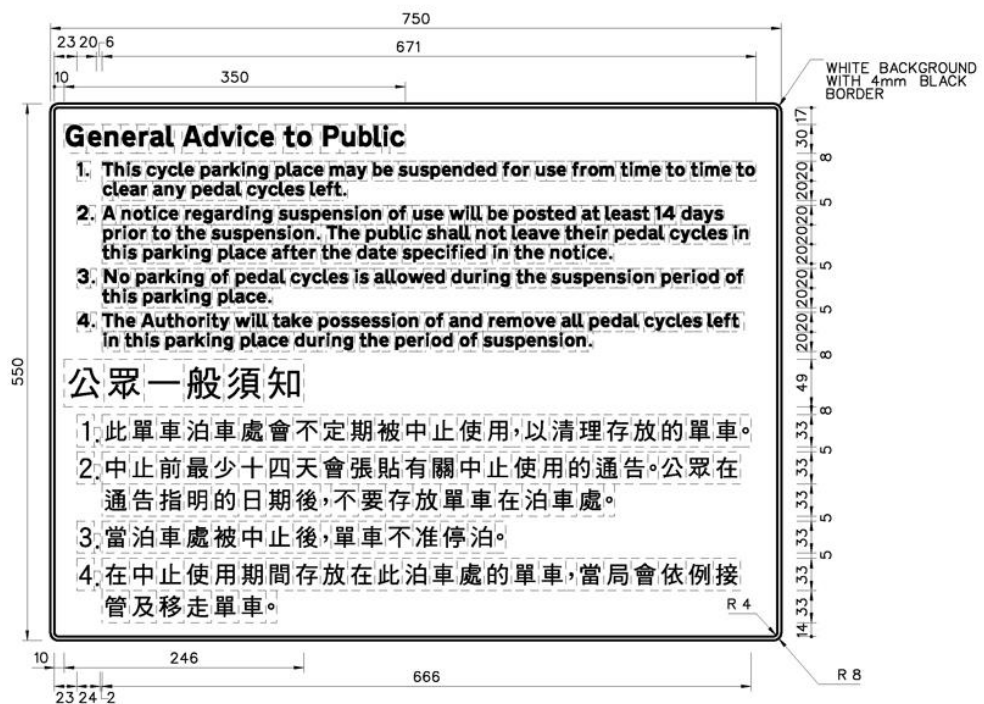 750
23 20 6 671
10 350
WHITE BACKGROUND
WITH 4mm BLACK
BORDER
General Advice to Public
1. This cycle parking place may be suspended for use from time to time to
clear any pedal cycles left.
2. A notice regarding suspension of use will be posted at least 14 days
prior to the suspension. The public shall not leave their pedal cycles in
this parking place after the date specified in the notice.
3. No parking of pedal cycles is allowed during the suspension period of
this parking place.
4. The Authority will take possession of and remove all pedal cycles left
in this parking place during the period of suspension.
公眾一般須知
1.此單車泊車處會不定期被中止使用,以清理存放的單車。
2.中止前最少十四天會張貼有關中止使用的通告。公眾在
通告指明的日期後,不要存放單車在泊車處。
3.當泊車處被中止後,單車不准停泊。
4.在中止使用期間存放在此泊車處的單車,當局會依例接
管及移走單車。
550
17
30
8
20 20
5
20 20 20
5
20 20
5
20 20
8
49
8
33
5
33
33
5
33
5
33
33
14
R 4
R 8
10 246
23 24 2 666